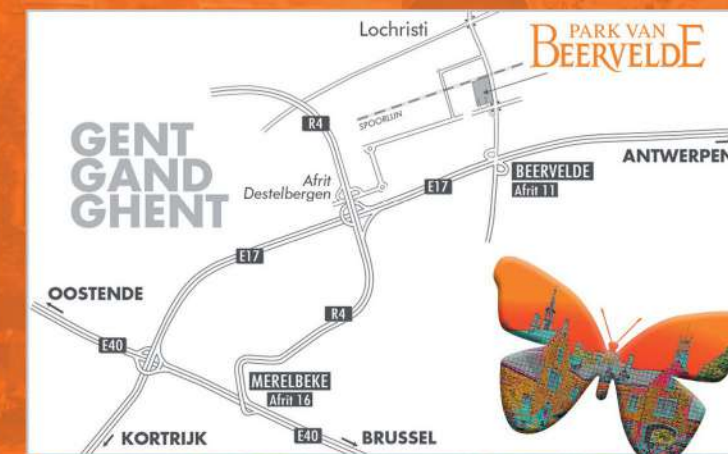 Lochristi
PARK VAN
BEERVELDE
R4
SPOORLIJN
GENT
GAND
GHENT
ANTWERPEN
Afrit
Destelbergen
BEERVELDE
Afrit 11
E17
E17
OOSTENDE
R4
E40
MERELBEKE
Afrit 16
KORTRIJK
E40
BRUSSEL